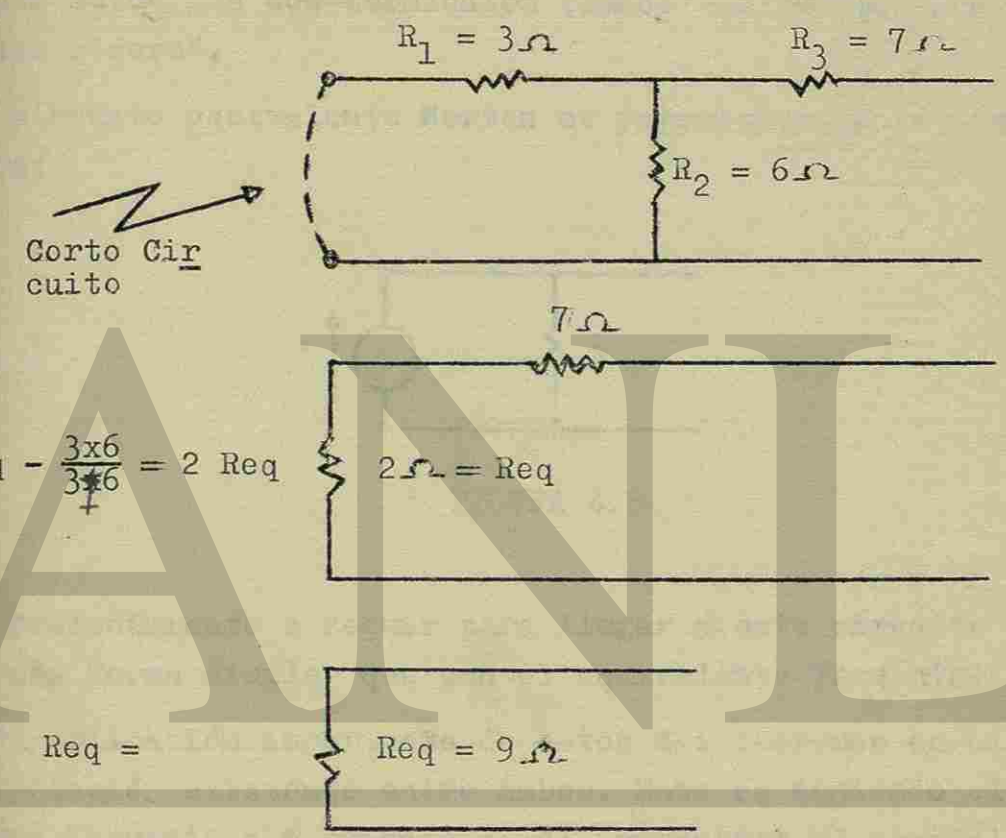 R1 = 3Ω
R3 = 7Ω
R2 = 6Ω
Corto Cir
cuito
7Ω
q - 3x6/3+6 = 2 Req
2Ω = Req
Req =
Req = 9Ω
ANL